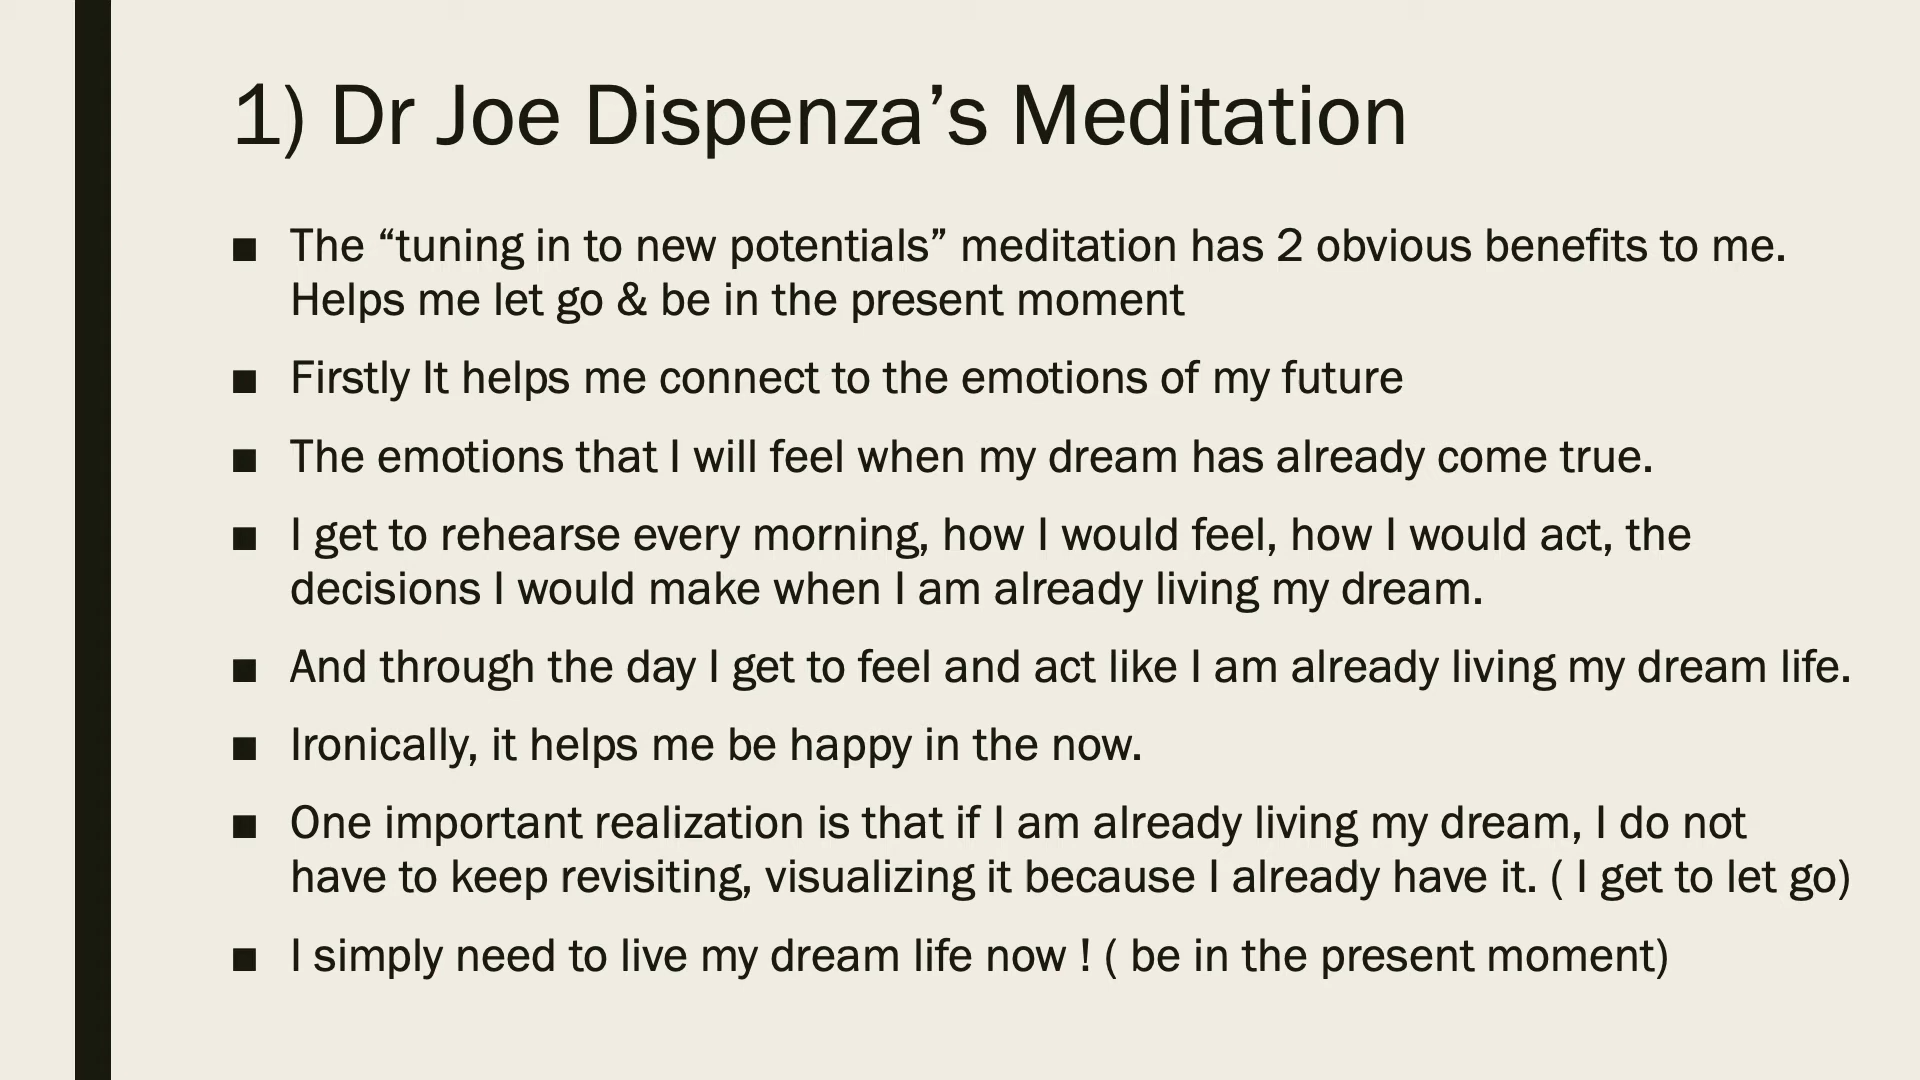 1) Dr Joe Dispenza’s Meditation
■ The “tuning in to new potentials” meditation has 2 obvious benefits to me.
Helps me let go & be in the present moment
■ Firstly It helps me connect to the emotions of my future
■ The emotions that I will feel when my dream has already come true.
■ I get to rehearse every morning, how I would feel, how I would act, the
decisions I would make when I am already living my dream.
■ And through the day I get to feel and act like I am already living my dream life.
■ Ironically, it helps me be happy in the now.
■ One important realization is that if I am already living my dream, I do not
have to keep revisiting, visualizing it because I already have it. ( I get to let go)
■ I simply need to live my dream life now ! ( be in the present moment)